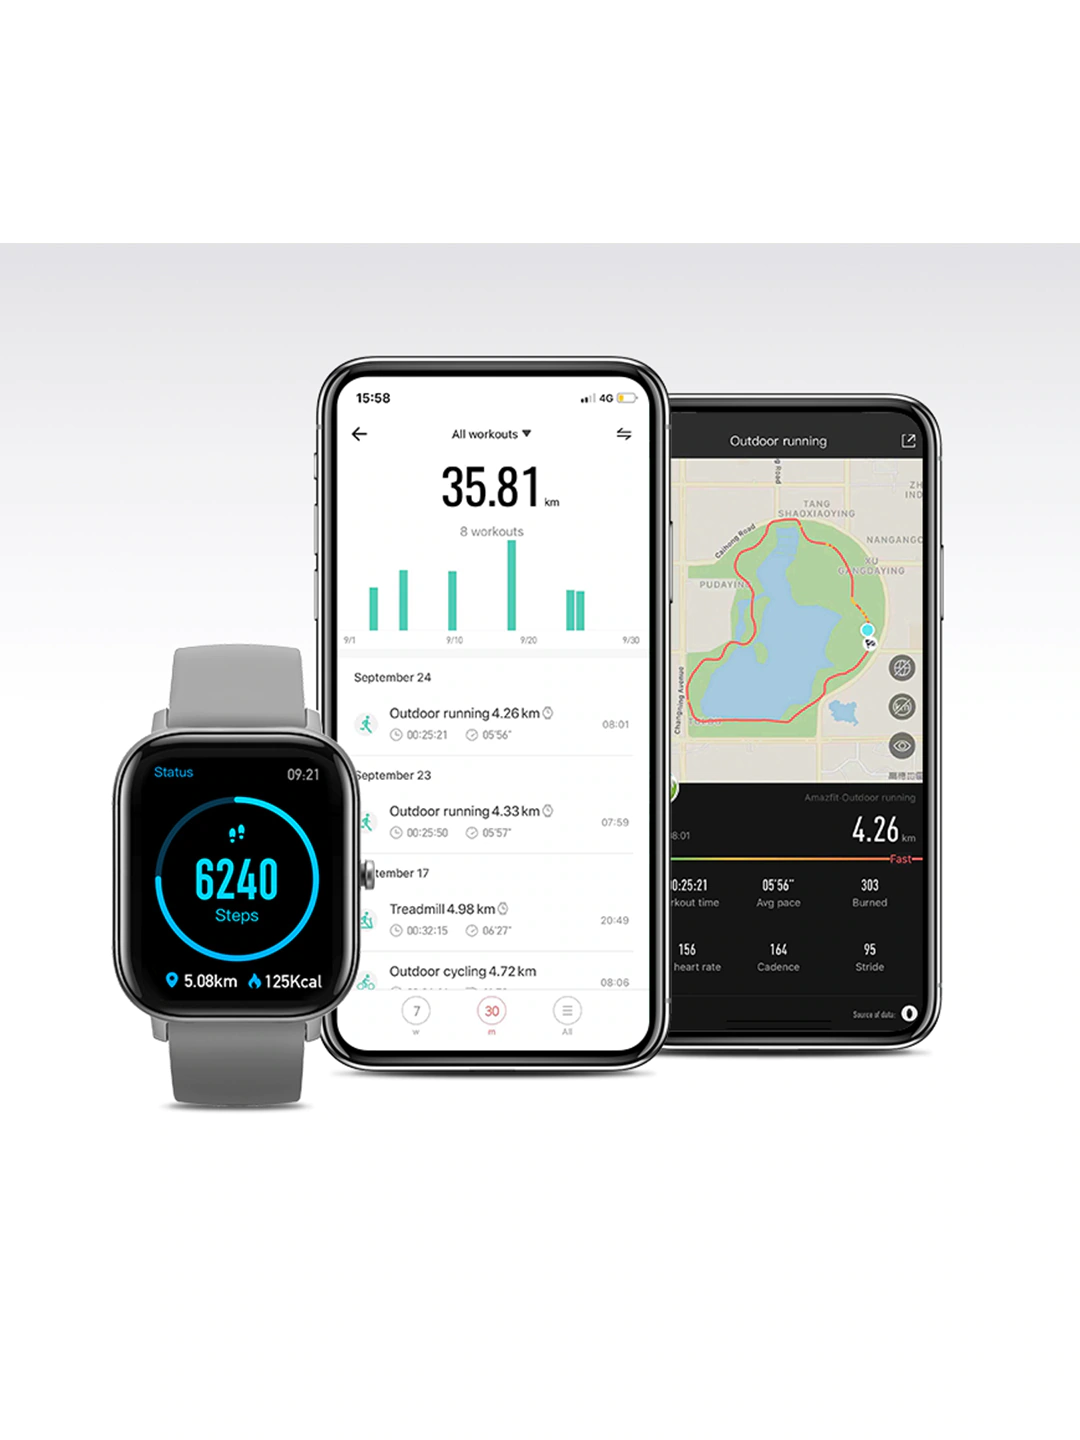 Status
09:21
6240
Steps
5.08km
125Kcal
15:58
4G
All workouts
35.81 km
8 workouts
9/1
9/10
9/20
9/30
September 24
Outdoor running 4.26 km
00:25:21
05'56"
08:01
September 23
Outdoor running 4.33 km
00:25:50
05'57"
07:59
tember 17
Treadmill 4.98 km
00:32:15
06'27"
20:49
Outdoor cycling 4.72 km
08:06
7
w
30
m
All
Outdoor running
g Road
TANG
SHAOXIAOYING
ZH
IND
Caihong Road
NANGANGC
XU
GANGDAYING
PUDAYIN
Changning Avenue
Km
Amazfit-Outdoor running
8:01
4.26 km
Fast
0:25:21
rkout time
05'56"
Avg pace
303
Burned
156
heart rate
164
Cadence
95
Stride
Source of data: